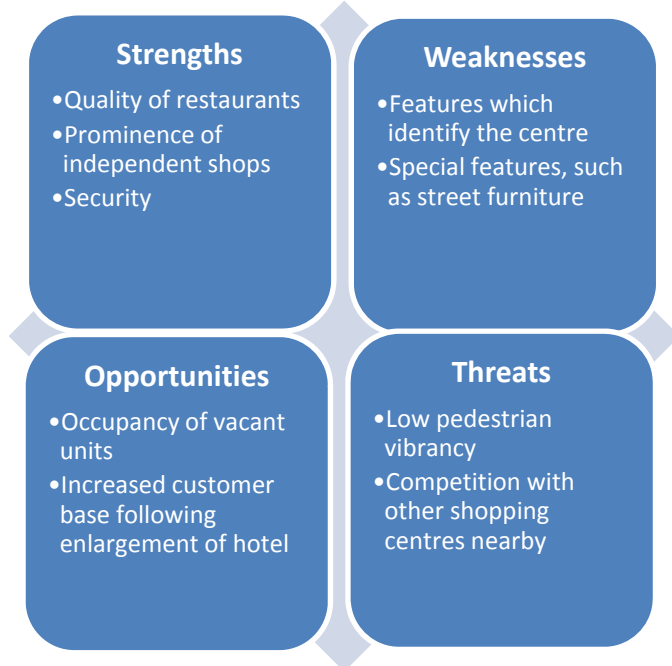 Strengths
•Quality of restaurants
•Prominence of
independent shops
•Security
Weaknesses
•Features which
identify the centre
•Special features, such
as street furniture
Opportunities
•Occupancy of vacant
units
•Increased customer
base following
enlargement of hotel
Threats
•Low pedestrian
vibrancy
•Competition with
other shopping
centres nearby